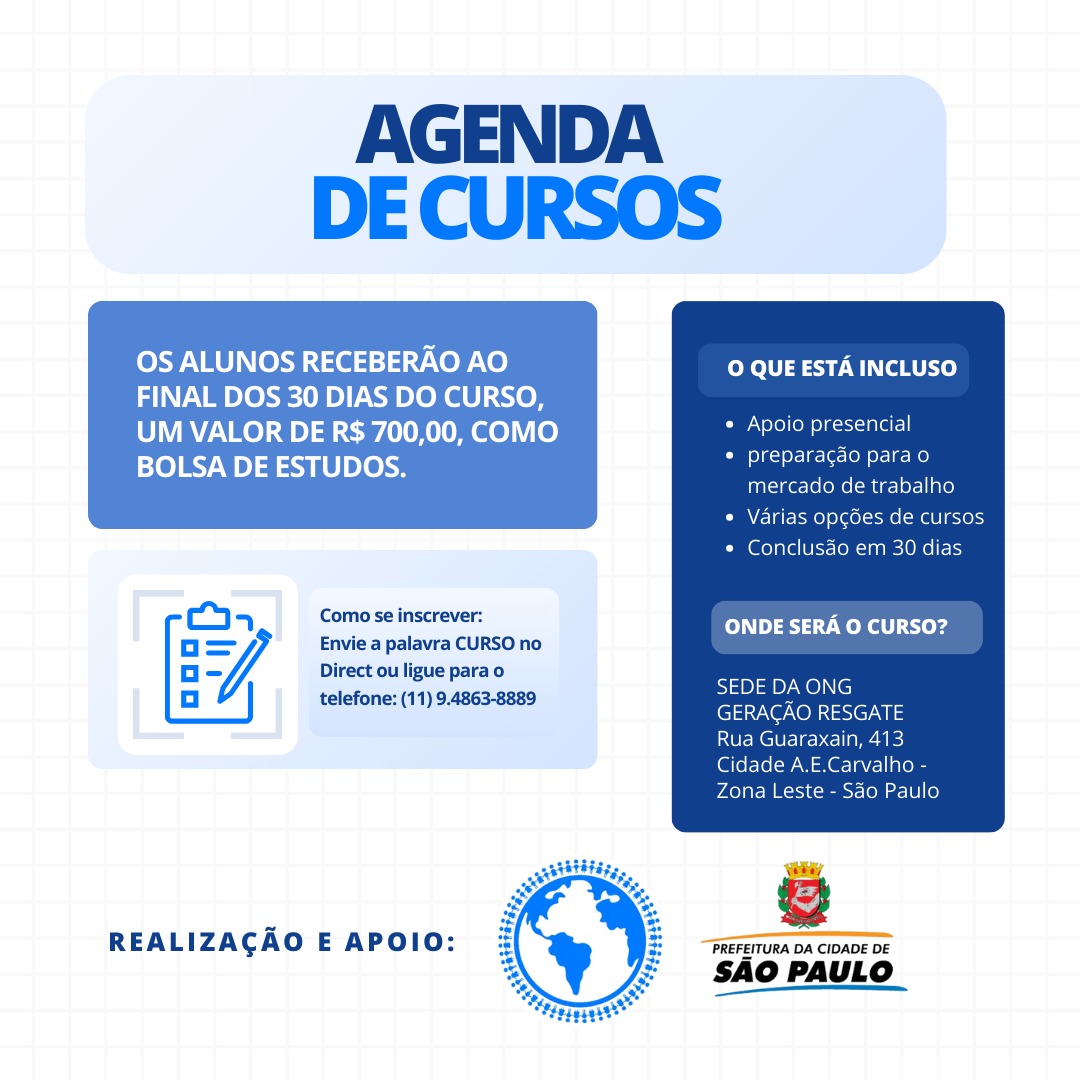 AGENDA
DE CURSOS
OS ALUNOS RECEBERÃO AO
FINAL DOS 30 DIAS DO CURSO,
UM VALOR DE R$ 700,00, COMO
BOLSA DE ESTUDOS.
Como se inscrever:
Envie a palavra CURSO no
Direct ou ligue para o
telefone: (11) 9.4863-8889
O QUE ESTÁ INCLUSO
• Apoio presencial
• preparação para o
mercado de trabalho
• Várias opções de cursos
• Conclusão em 30 dias
ONDE SERÁ O CURSO?
SEDE DA ONG
GERAÇÃO RESGATE
Rua Guaraxain, 413
Cidade A.E.Carvalho -
Zona Leste - São Paulo
REALIZAÇÃO E APOIO:
PREFEITURA DA CIDADE DE
SÃO PAULO